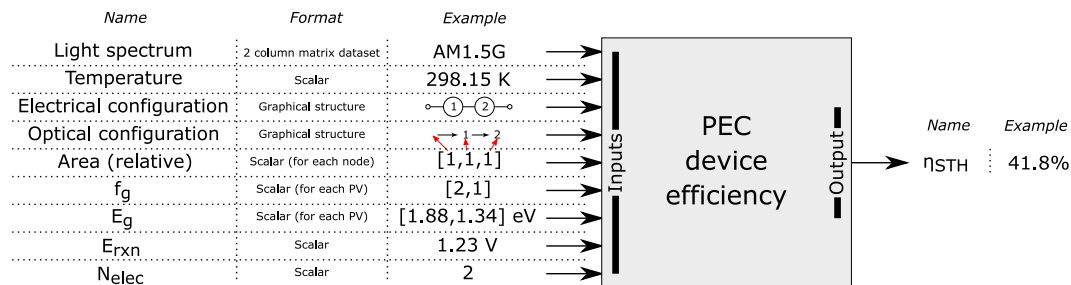 Name Format Example
Light spectrum 2 column matrix dataset AM1.5G
Temperature Scalar 298.15 K
Electrical configuration Graphical structure 1 2
Optical configuration Graphical structure 1 2
Area (relative) Scalar (for each node) [1,1,1]
fg Scalar (for each PV) [2,1]
Eg Scalar (for each PV) [1.88,1.34] eV
Erxn Scalar 1.23 V
Nelec Scalar 2
Inputs
PEC
device
efficiency
Output
Name Example
ηSTH 41.8%